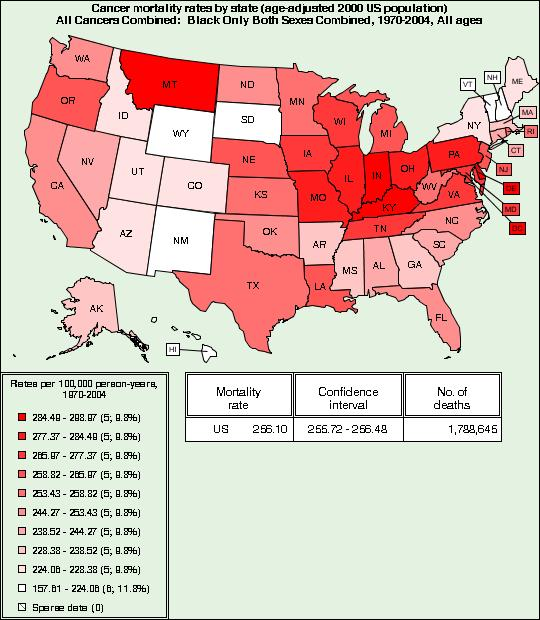 Cancer mortality rates by state (age-adjusted 2000 US population)
All Cancers Combined: Black Only Both Sexes Combined, 1970-2004, All ages
WA
MT
ND
MN
OR
ID
SD
WY
WI
MI
NY
VT
NH
ME
MA
RI
CT
NJ
DE
MD
DC
PA
NV
UT
CO
NE
IA
IL
IN
OH
WV
VA
CA
KS
MO
KY
NC
TN
AZ
NM
OK
AR
SC
MS
AL
GA
TX
LA
FL
AK
HI
Rates per 100,000 person-years,
1970-2004
284.49 - 298.97 (5; 9.8%)
277.37 - 284.49 (5; 9.8%)
265.97 - 277.37 (5; 9.8%)
258.82 - 265.97 (5; 9.8%)
253.43 - 258.82 (5; 9.8%)
244.27 - 253.43 (5; 9.8%)
238.52 - 244.27 (5; 9.8%)
228.38 - 238.52 (5; 9.8%)
224.06 - 228.38 (5; 9.8%)
157.61 - 224.06 (6; 11.8%)
Sparse data (0)
Mortality rate Confidence interval No. of deaths
US 256.10 255.72 - 256.48 1,788,645